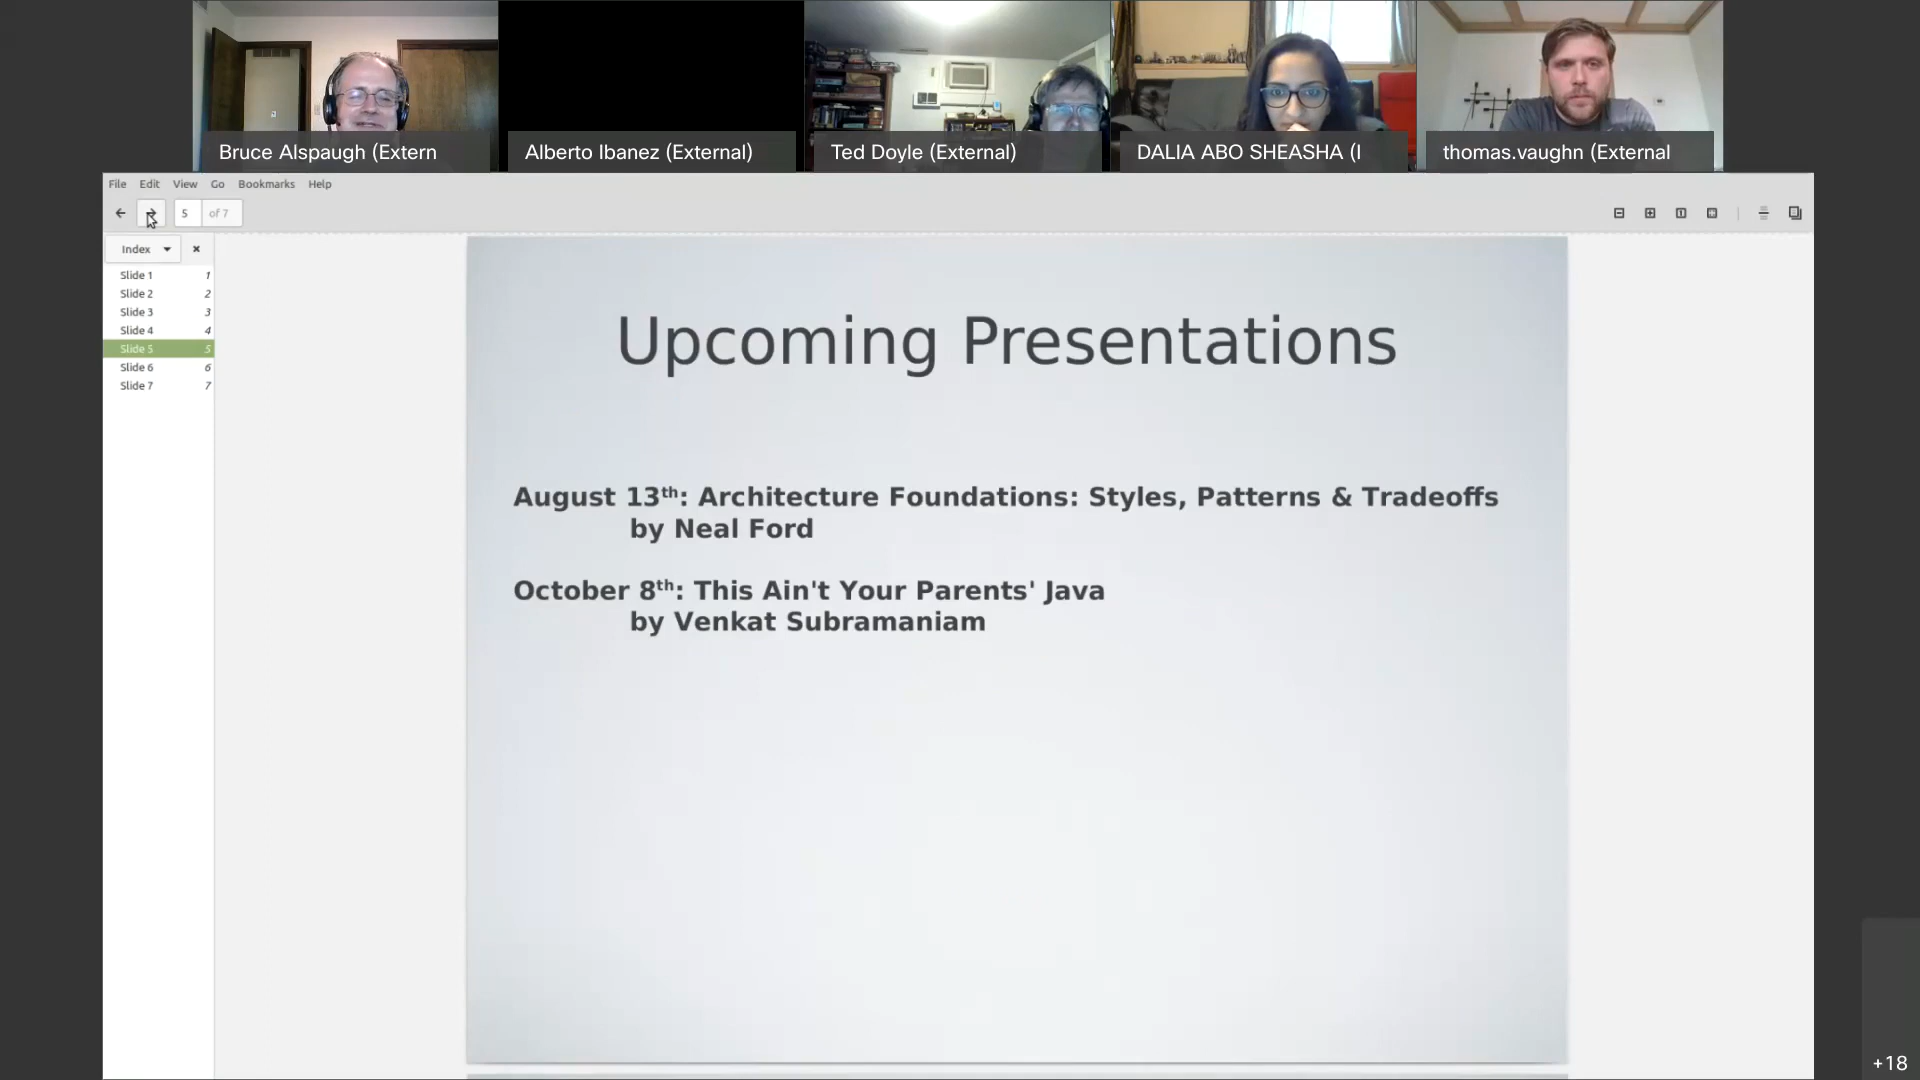 Bruce Alspaugh (Extern
Alberto Ibanez (External)
Ted Doyle (External)
DALIA ABO SHEASHA (I
thomas.vaughn (External
File Edit View Go Bookmarks Help
5 of 7
Index
Slide 1 1
Slide 2 2
Slide 3 3
Slide 4 4
Slide 5 5
Slide 6 6
Slide 7 7
Upcoming Presentations
August 13th: Architecture Foundations: Styles, Patterns & Tradeoffs
by Neal Ford
October 8th: This Ain't Your Parents' Java
by Venkat Subramaniam
+18